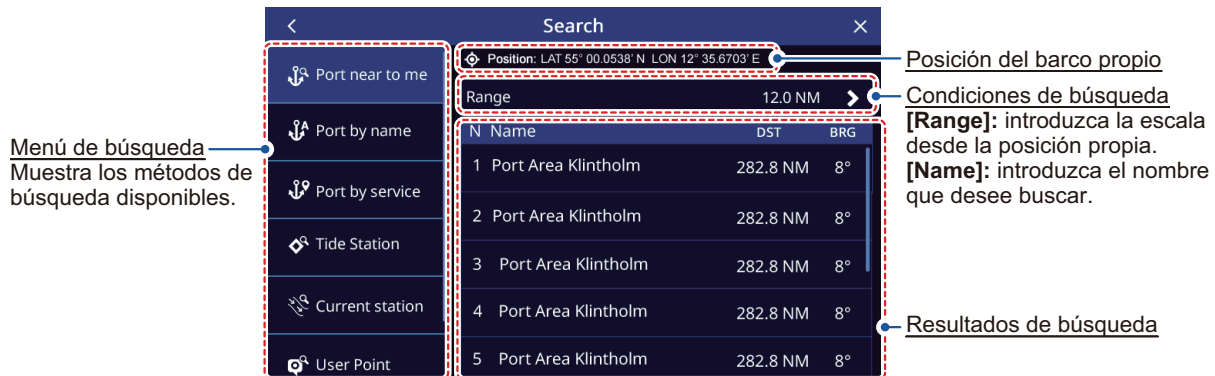 Search
Position: LAT 55° 00.0538' N LON 12° 35.6703' E
Range 12.0 NM
Port near to me
Port by name
Port by service
Tide Station
Current station
User Point
N Name DST BRG
1 Port Area Klintholm 282.8 NM 8°
2 Port Area Klintholm 282.8 NM 8°
3 Port Area Klintholm 282.8 NM 8°
4 Port Area Klintholm 282.8 NM 8°
5 Port Area Klintholm 282.8 NM 8°
Menú de búsqueda
Muestra los métodos de
búsqueda disponibles.
Posición del barco propio
Condiciones de búsqueda
[Range]: introduzca la escala
desde la posición propia.
[Name]: introduzca el nombre
que desee buscar.
Resultados de búsqueda